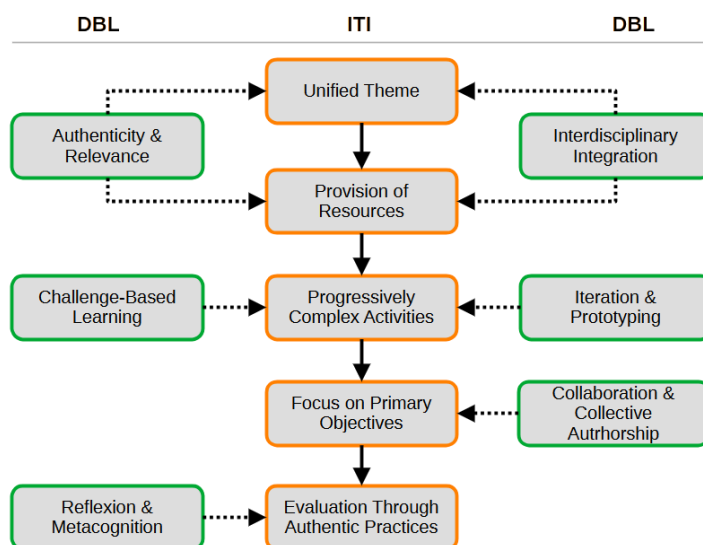 DBL
ITI
DBL
Unified Theme
Authenticity &
Relevance
Interdisciplinary
Integration
Provision of
Resources
Challenge-Based
Learning
Progressively
Complex Activities
Iteration &
Prototyping
Focus on Primary
Objectives
Collaboration &
Collective
Autrhorship
Reflexion &
Metacognition
Evaluation Through
Authentic Practices